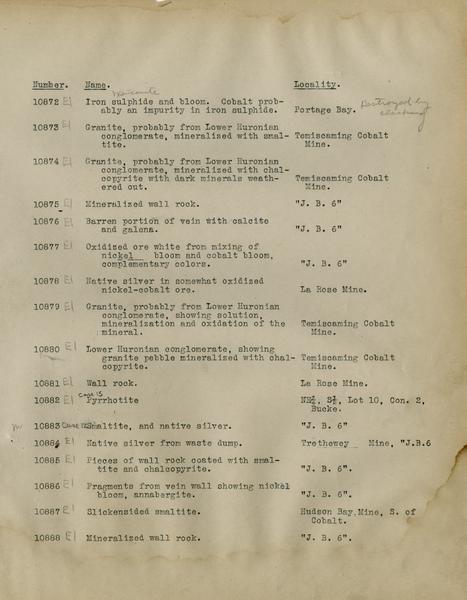 Number. Name. Locality.
10872 E1 Iron sulphide and bloom. Cobalt prob-
ably an impurity in iron sulphide. Portage Bay. Destroyed by
10873 E1 Granite, probably from Lower Huronian
conglomerate, mineralized with smal- Temiscaming Cobalt
tite. Mine.
10874 E1 Granite, probably from Lower Huronian
conglomerate, mineralized with chal-
copyrite with dark minerals weath- Temiscaming Cobalt
ered out. Mine.
10875 E1 Mineralized wall rock. "J. B. 6"
10876 E1 Barren portion of vein with calcite
and galena. "J. B. 6"
10877 E1 Oxidized ore white from mixing of
nickel bloom and cobalt bloom,
complementary colors. "J. B. 6"
10878 E1 Native silver in somewhat oxidized
nickel-cobalt ore. La Rose Mine.
10879 E1 Granite, probably from Lower Huronian
conglomerate, showing solution,
mineralization and oxidation of the Temiscaming Cobalt
mineral. Mine.
10880 E1 Lower Huronian conglomerate, showing
granite pebble mineralized with chal- Temiscaming Cobalt
copyrite. Mine.
10881 E1 Wall rock. La Rose Mine.
10882 E1 Case 15 Pyrrhotite NE¼, S½, Lot 10, Con. 2,
Bucke.
10883 Smaltite, and native silver. "J. B. 6"
10884 E1 Native silver from waste dump. Trethewey Mine, "J.B.6
10885 E1 Pieces of wall rock coated with smal-
tite and chalcopyrite. "J. B. 6".
10886 E1 Fragments from vein wall showing nickel
bloom, annabergite. "J. B. 6".
10887 E1 Slickensided smaltite. Hudson Bay Mine, S. of
Cobalt.
10888 E1 Mineralized wall rock. "J. B. 6".